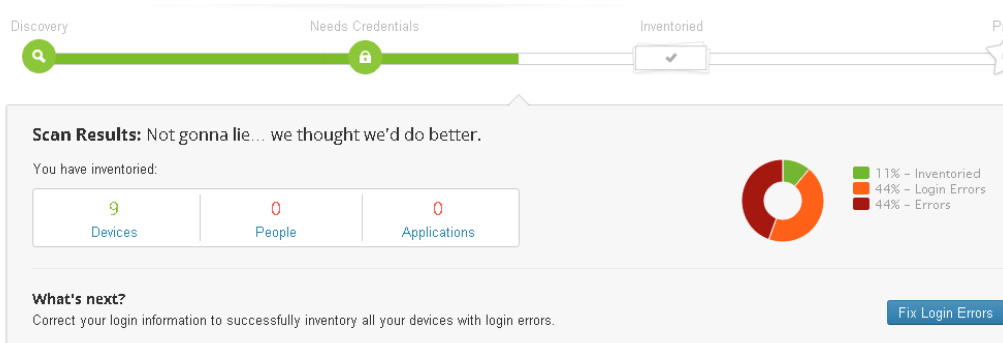 Discovery
Needs Credentials
Inventoried
Scan Results: Not gonna lie... we thought we'd do better.
You have inventoried:
9
Devices
0
People
0
Applications
11% - Inventoried
44% - Login Errors
44% - Errors
What's next?
Correct your login information to successfully inventory all your devices with login errors.
Fix Login Errors